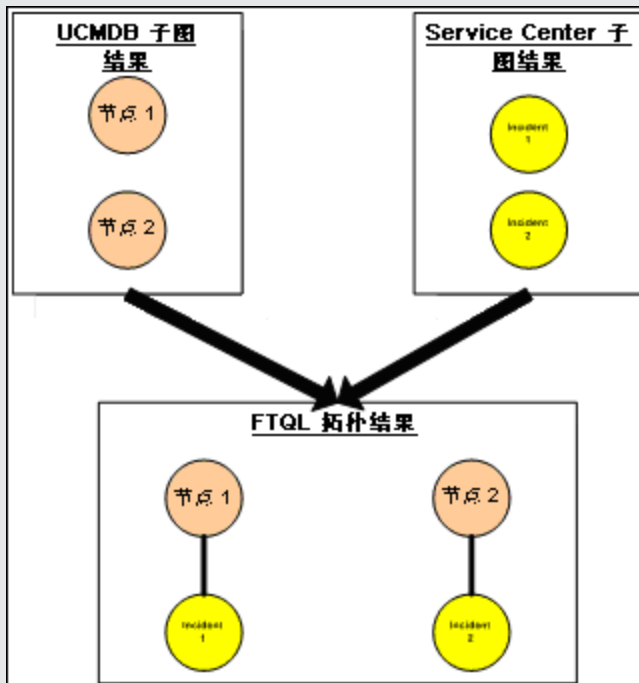 UCMDB 子图
结果
节点 1
节点 2
Service Center 子
图结果
Incident
1
Incident
2
FTQL 拓扑结果
节点 1
节点 2
Incident
1
Incident
2